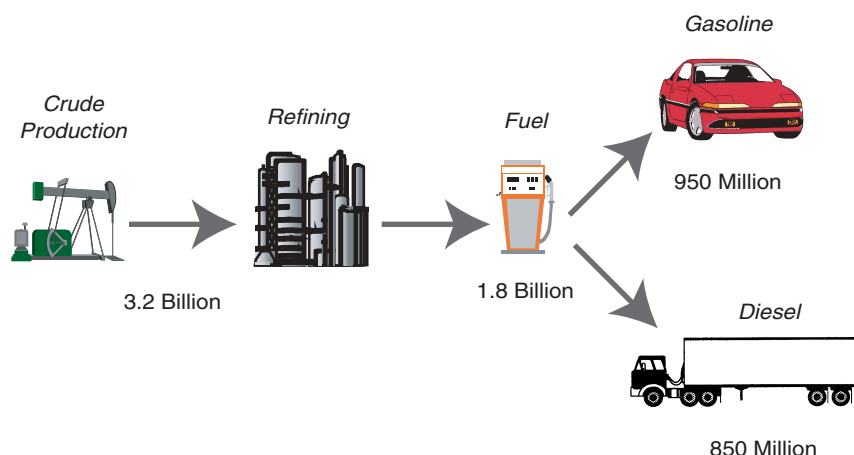 Gasoline
Crude
Production
Refining
Fuel
950 Million
3.2 Billion
1.8 Billion
Diesel
850 Million